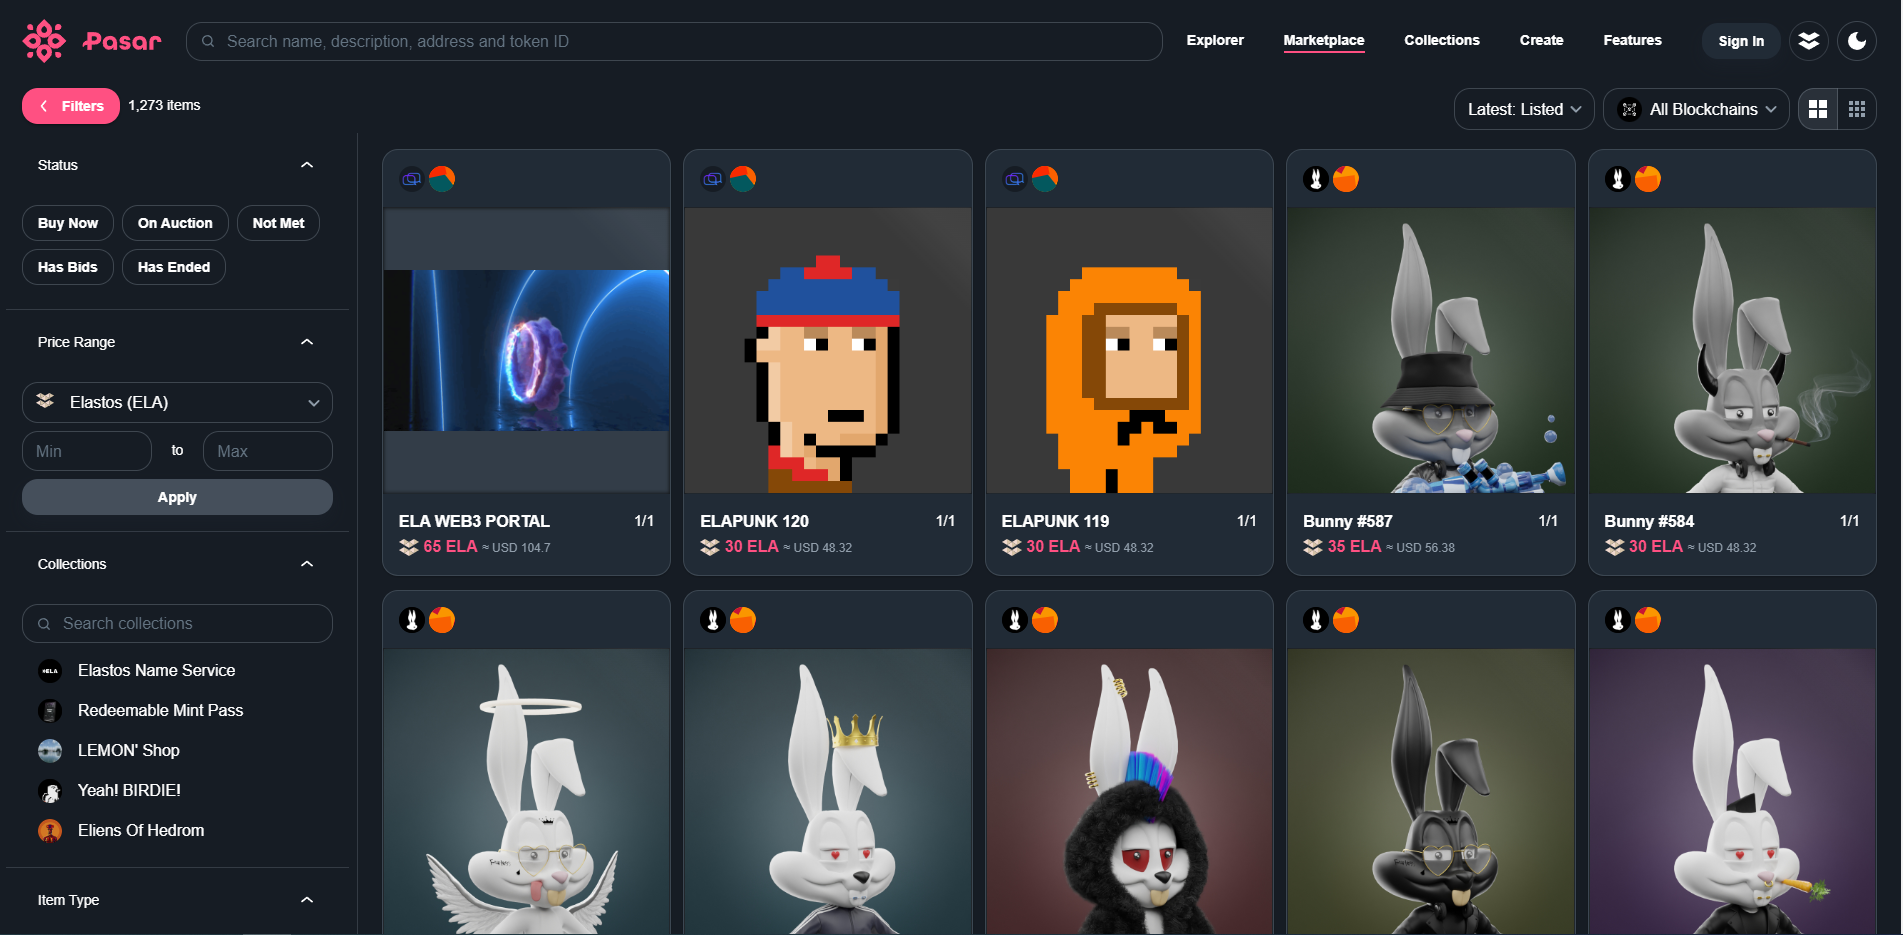 Pasar
Search name, description, address and token ID
Explorer
Marketplace
Collections
Create
Features
Sign In
Filters
1,273 items
Latest: Listed
All Blockchains
Status
Buy Now
On Auction
Not Met
Has Bids
Has Ended
Price Range
Elastos (ELA)
Min
to
Max
Apply
Collections
Search collections
Elastos Name Service
Redeemable Mint Pass
LEMON' Shop
Yeah! BIRDIE!
Eliens Of Hedrom
Item Type
ELA WEB3 PORTAL 1/1
65 ELA ≈ USD 104.7
ELAPUNK 120 1/1
30 ELA ≈ USD 48.32
ELAPUNK 119 1/1
30 ELA ≈ USD 48.32
Bunny #587 1/1
35 ELA ≈ USD 56.38
Bunny #584 1/1
30 ELA ≈ USD 48.32